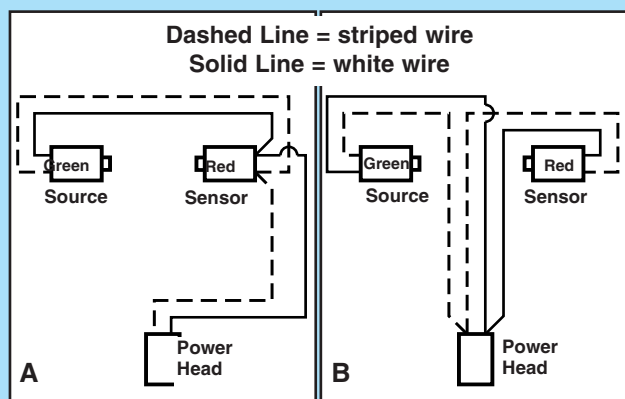 Dashed Line = striped wire
Solid Line = white wire
Green
Source
Red
Sensor
Power
Head
A
Green
Source
Red
Sensor
Power
Head
B